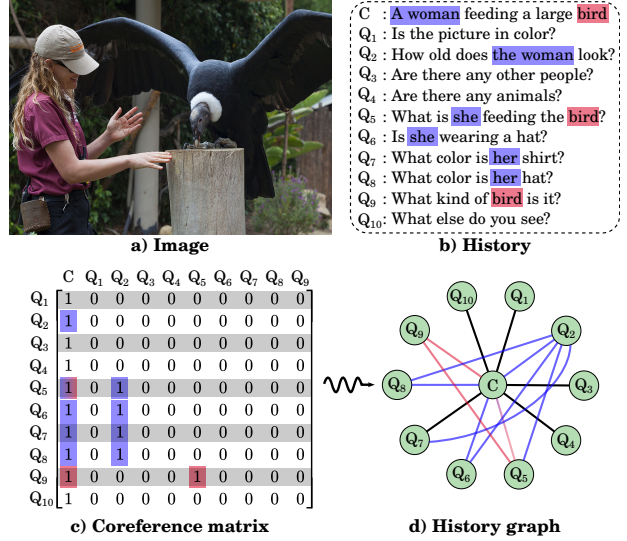 C : A woman feeding a large bird
Q1 : Is the picture in color?
Q2 : How old does the woman look?
Q3 : Are there any other people?
Q4 : Are there any animals?
Q5 : What is she feeding the bird?
Q6 : Is she wearing a hat?
Q7 : What color is her shirt?
Q8 : What color is her hat?
Q9 : What kind of bird is it?
Q10: What else do you see?
a) Image
b) History
C Q1 Q2 Q3 Q4 Q5 Q6 Q7 Q8 Q9
Q1 1 0 0 0 0 0 0 0 0 0
Q2 1 0 0 0 0 0 0 0 0 0
Q3 1 0 0 0 0 0 0 0 0 0
Q4 1 0 0 0 0 0 0 0 0 0
Q5 1 0 1 0 0 0 0 0 0 0
Q6 1 0 1 0 0 0 0 0 0 0
Q7 1 0 1 0 0 0 0 0 0 0
Q8 1 0 1 0 0 0 0 0 0 0
Q9 1 0 0 0 0 1 0 0 0 0
Q10 1 0 0 0 0 0 0 0 0 0
c) Coreference matrix
Q10 Q1
Q9 Q2
Q8 C Q3
Q7 Q4
Q6 Q5
d) History graph